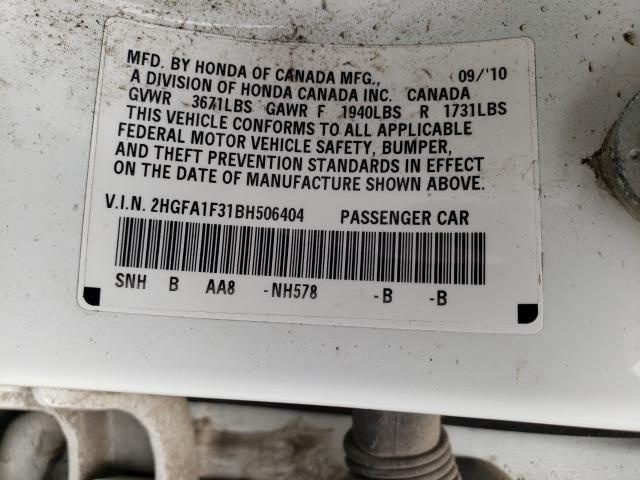 MFD. BY HONDA OF CANADA MFG., 09/'10
A DIVISION OF HONDA CANADA INC. CANADA
GVWR 3671LBS GAWR F 1940LBS R 1731LBS
THIS VEHICLE CONFORMS TO ALL APPLICABLE
FEDERAL MOTOR VEHICLE SAFETY, BUMPER,
AND THEFT PREVENTION STANDARDS IN EFFECT
ON THE DATE OF MANUFACTURE SHOWN ABOVE.
V.I.N. 2HGFA1F31BH506404 PASSENGER CAR
SNH B AA8 -NH578 -B -B